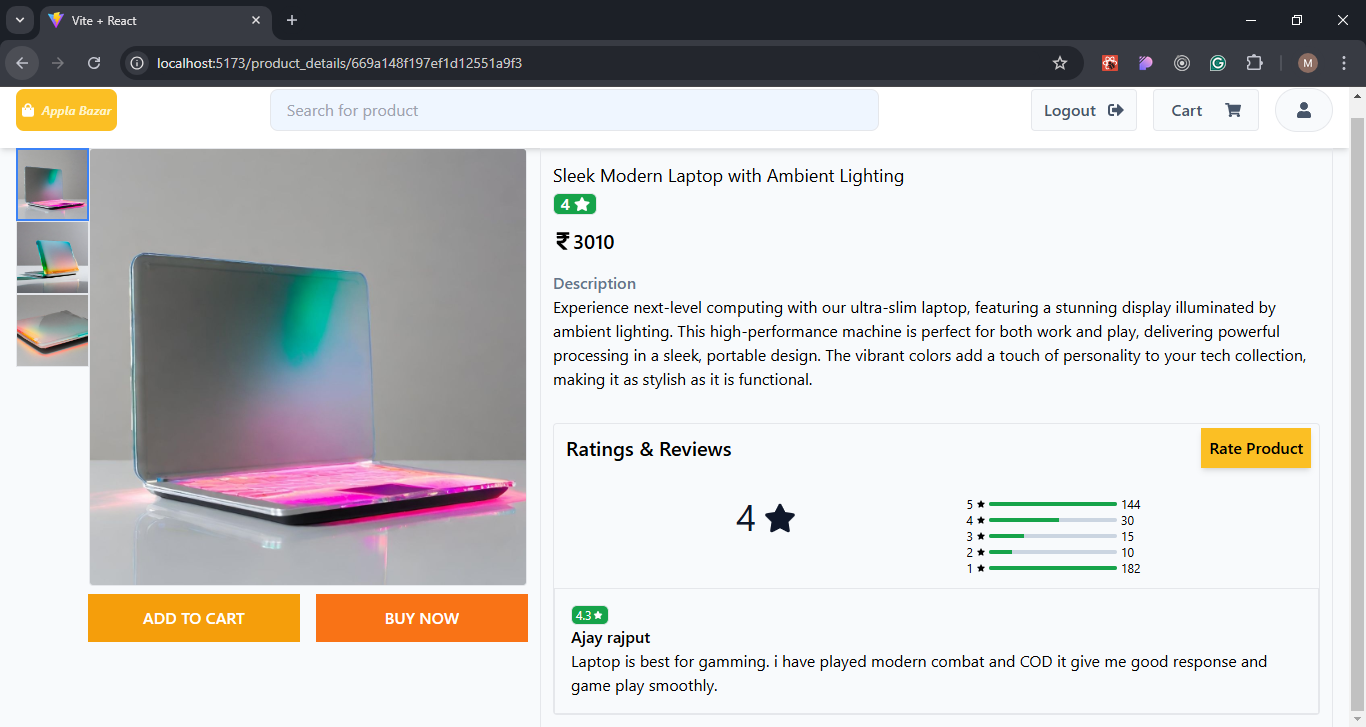 Vite + React
localhost:5173/product_details/669a148f197ef1d12551a9f3
M
Appla Bazar
Search for product
Logout
Cart
Sleek Modern Laptop with Ambient Lighting
4
₹ 3010
Description
Experience next-level computing with our ultra-slim laptop, featuring a stunning display illuminated by
ambient lighting. This high-performance machine is perfect for both work and play, delivering powerful
processing in a sleek, portable design. The vibrant colors add a touch of personality to your tech collection,
making it as stylish as it is functional.
Ratings & Reviews
Rate Product
4
5 144
4 30
3 15
2 10
1 182
ADD TO CART
BUY NOW
4.3
Ajay rajput
Laptop is best for gamming. i have played modern combat and COD it give me good response and
game play smoothly.